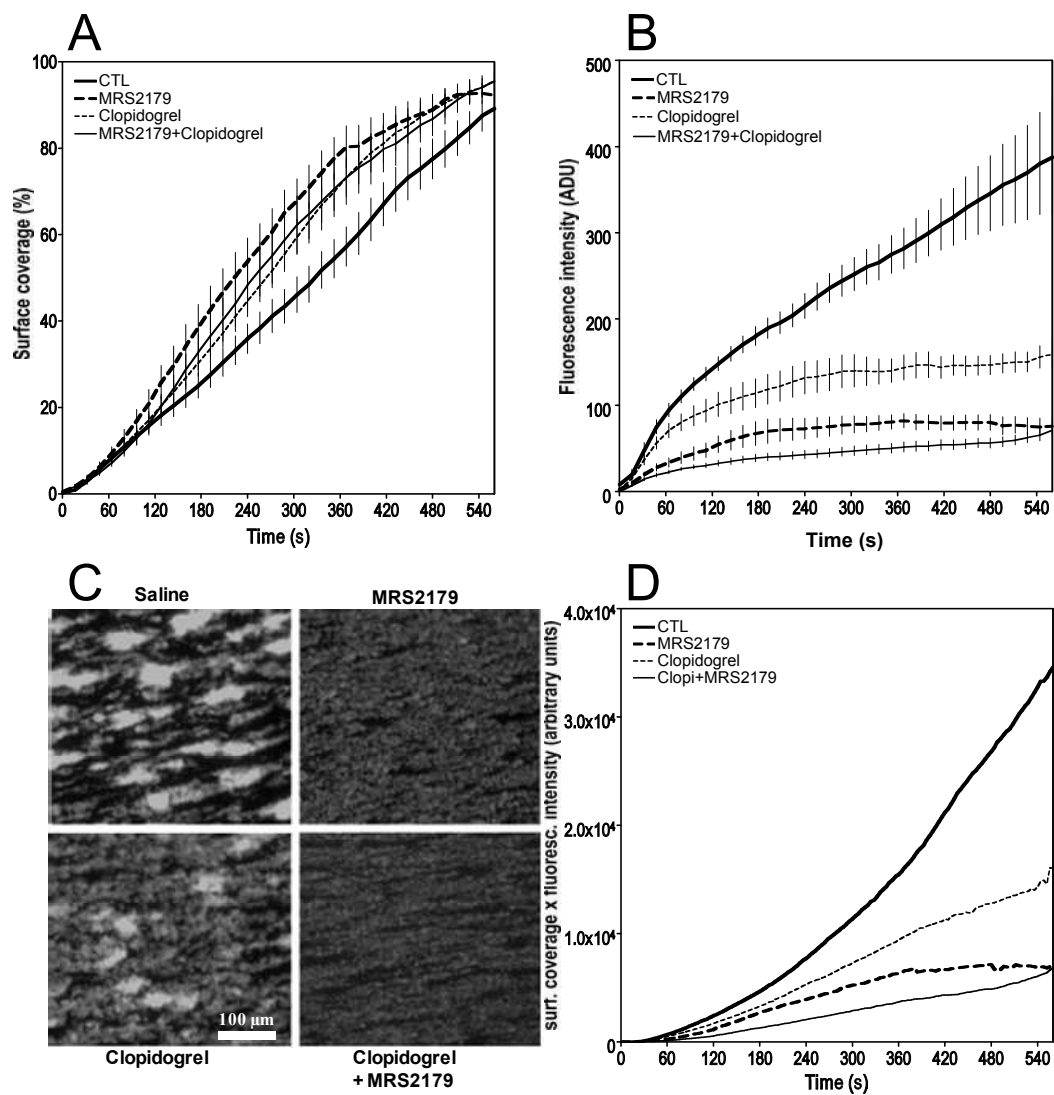 A
100
80
60
40
20
0
Surface coverage (%)
CTL
MRS2179
Clopidogrel
MRS2179+Clopidogrel
0 60 120 180 240 300 360 420 480 540
Time (s)
B
500
400
300
200
100
0
Fluorescence intensity (ADU)
CTL
MRS2179
Clopidogrel
MRS2179+Clopidogrel
0 60 120 180 240 300 360 420 480 540
Time (s)
C
Saline
MRS2179
100 µm
Clopidogrel
Clopidogrel
+ MRS2179
D
4.0x10⁴
3.0x10⁴
2.0x10⁴
1.0x10⁴
0
surf. coverage x fluoresc. intensity (arbitrary units)
CTL
MRS2179
Clopidogrel
Clopi+MRS2179
0 60 120 180 240 300 360 420 480 540
Time (s)